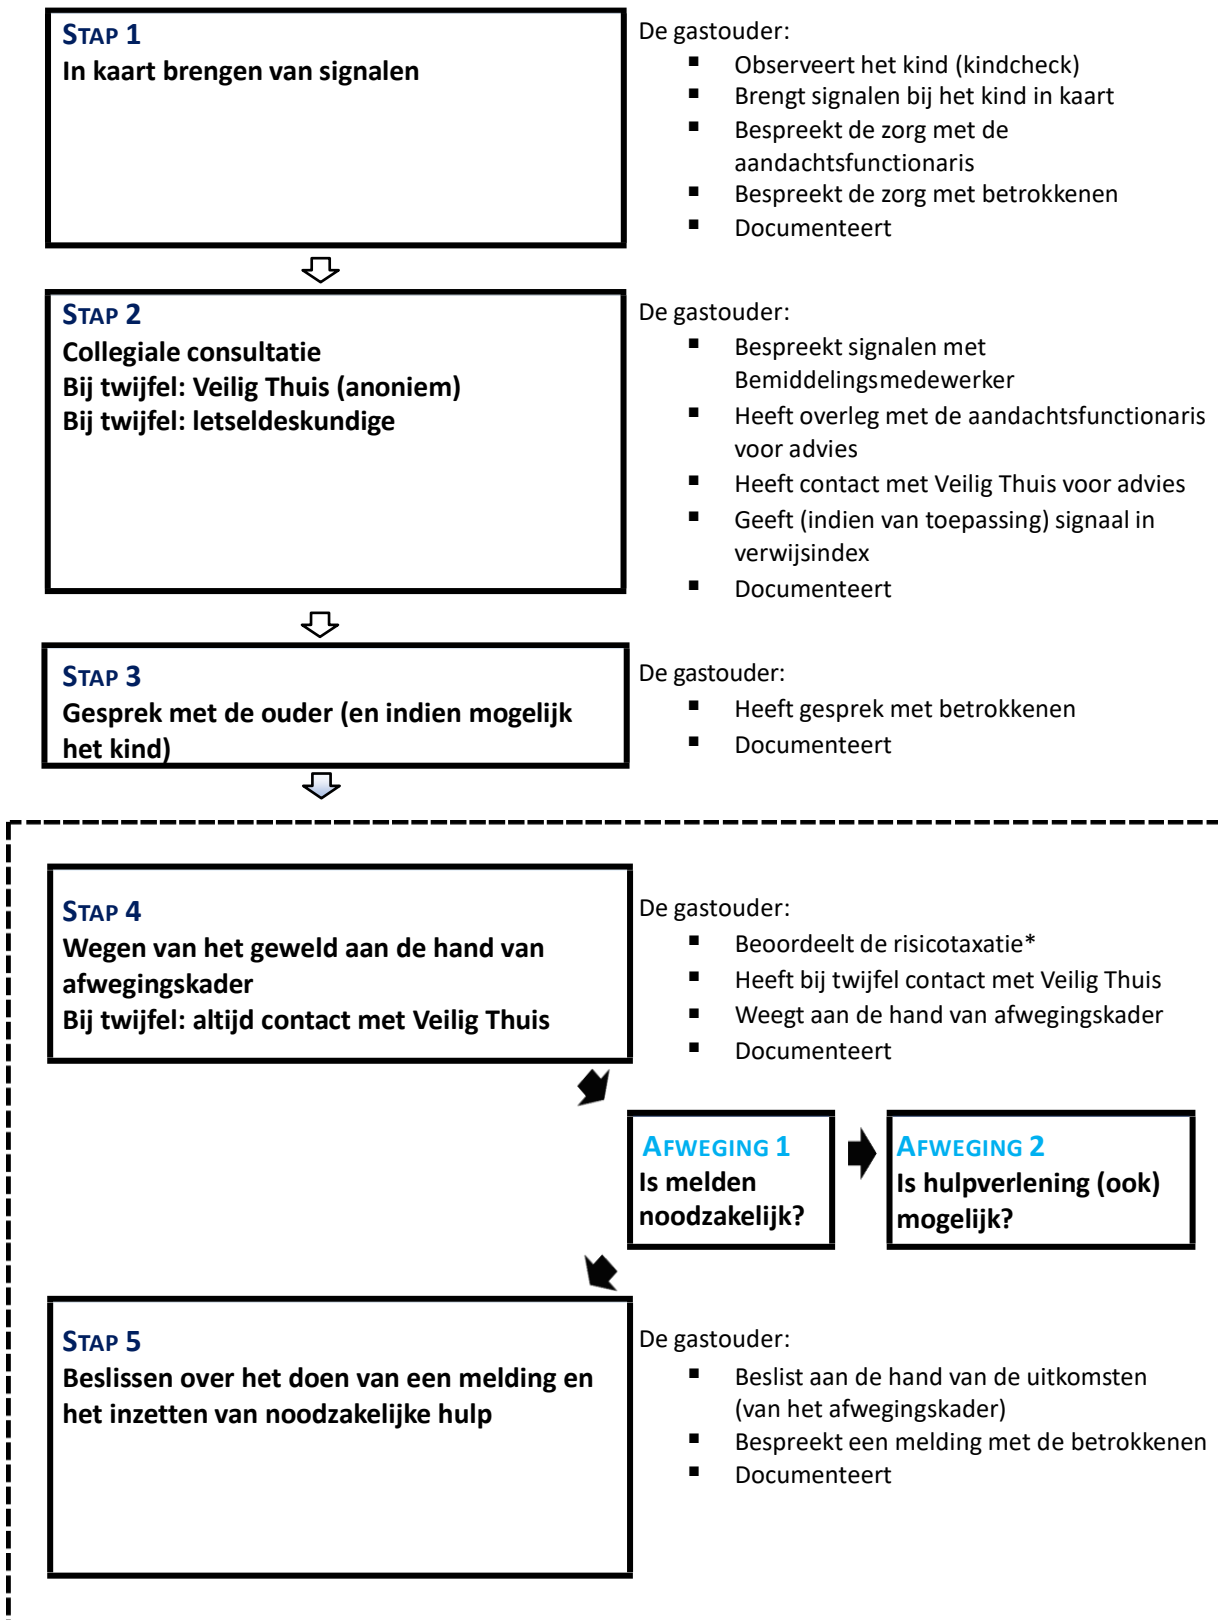 STAP 1
In kaart brengen van signalen
De gastouder:
▪ Observeert het kind (kindcheck)
▪ Brengt signalen bij het kind in kaart
▪ Bespreekt de zorg met de
aandachtsfunctionaris
▪ Bespreekt de zorg met betrokkenen
▪ Documenteert
STAP 2
Collegiale consultatie
Bij twijfel: Veilig Thuis (anoniem)
Bij twijfel: letseldeskundige
De gastouder:
▪ Bespreekt signalen met
Bemiddelingsmedewerker
▪ Heeft overleg met de aandachtsfunctionaris
voor advies
▪ Heeft contact met Veilig Thuis voor advies
▪ Geeft (indien van toepassing) signaal in
verwijsindex
▪ Documenteert
STAP 3
Gesprek met de ouder (en indien mogelijk
het kind)
De gastouder:
▪ Heeft gesprek met betrokkenen
▪ Documenteert
STAP 4
Wegen van het geweld aan de hand van
afwegingskader
Bij twijfel: altijd contact met Veilig Thuis
De gastouder:
▪ Beoordeelt de risicotaxatie*
▪ Heeft bij twijfel contact met Veilig Thuis
▪ Weegt aan de hand van afwegingskader
▪ Documenteert
AFWEGING 1
Is melden
noodzakelijk?
AFWEGING 2
Is hulpverlening (ook)
mogelijk?
STAP 5
Beslissen over het doen van een melding en
het inzetten van noodzakelijke hulp
De gastouder:
▪ Beslist aan de hand van de uitkomsten
(van het afwegingskader)
▪ Bespreekt een melding met de betrokkenen
▪ Documenteert